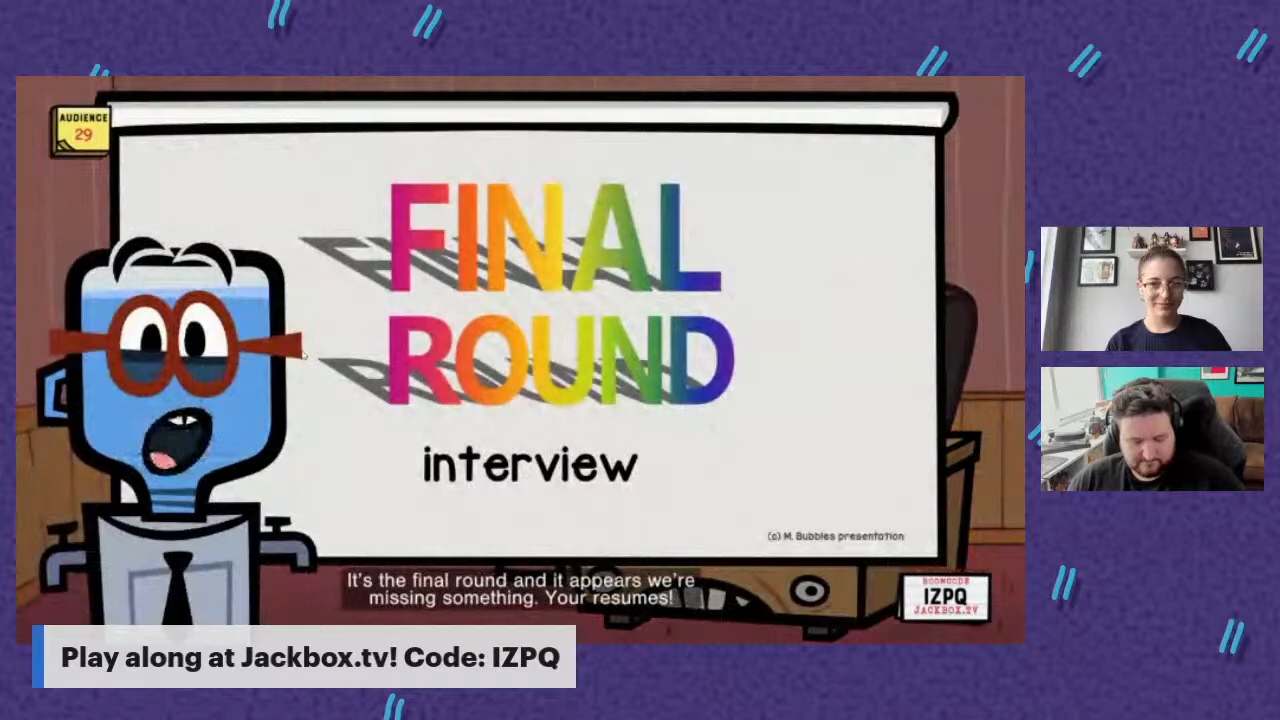 AUDIENCE
29
FINAL
ROUND
interview
(c) M. Bubbles presentation
It's the final round and it appears we're
missing something. Your resumes!
ROOMCODE
IZPQ
JACKBOX.TV
Play along at Jackbox.tv! Code: IZPQ